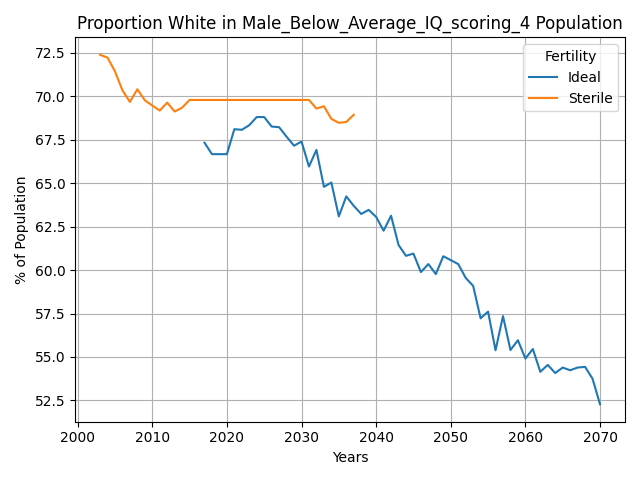 Proportion White in Male_Below_Average_IQ_scoring_4 Population
Fertility
Ideal
Sterile
% of Population
72.5
70.0
67.5
65.0
62.5
60.0
57.5
55.0
52.5
2000 2010 2020 2030 2040 2050 2060 2070
Years